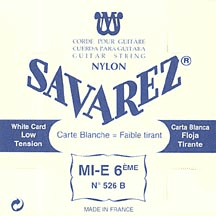 CORDE POUR GUITARE
CUERDA PARA GUITARRA
GUITAR STRING
NYLON
SAVAREZ®
White Card
Low
Tension
Carte Blanche = Faible tirant
Carta Blanca
Floja
Tirante
MI-E 6ÈME
N° 526 B
MADE IN FRANCE